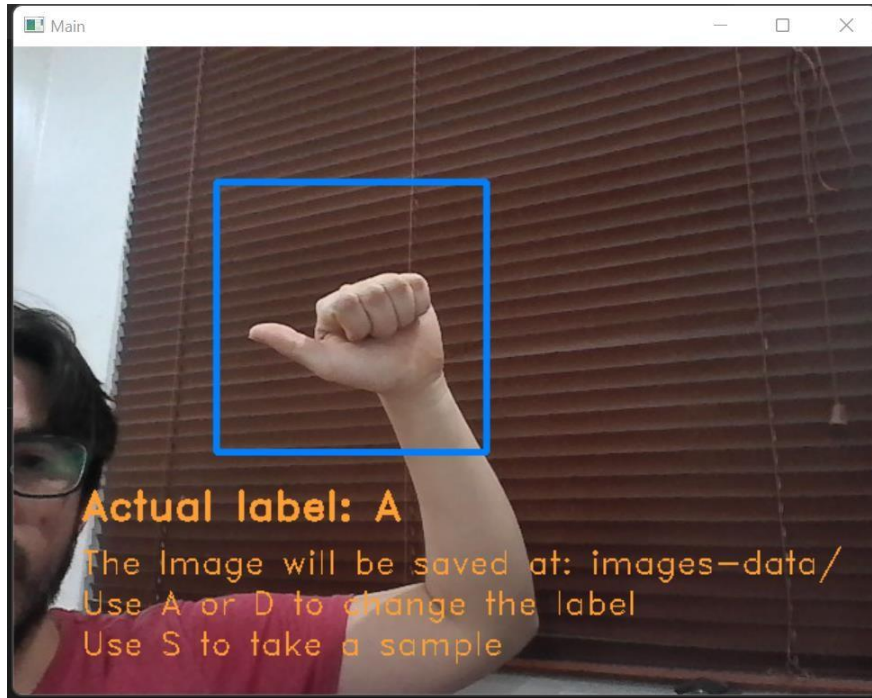 Main
Actual label: A
The Image will be saved at: images-data/
Use A or D to change the label
Use S to take a sample